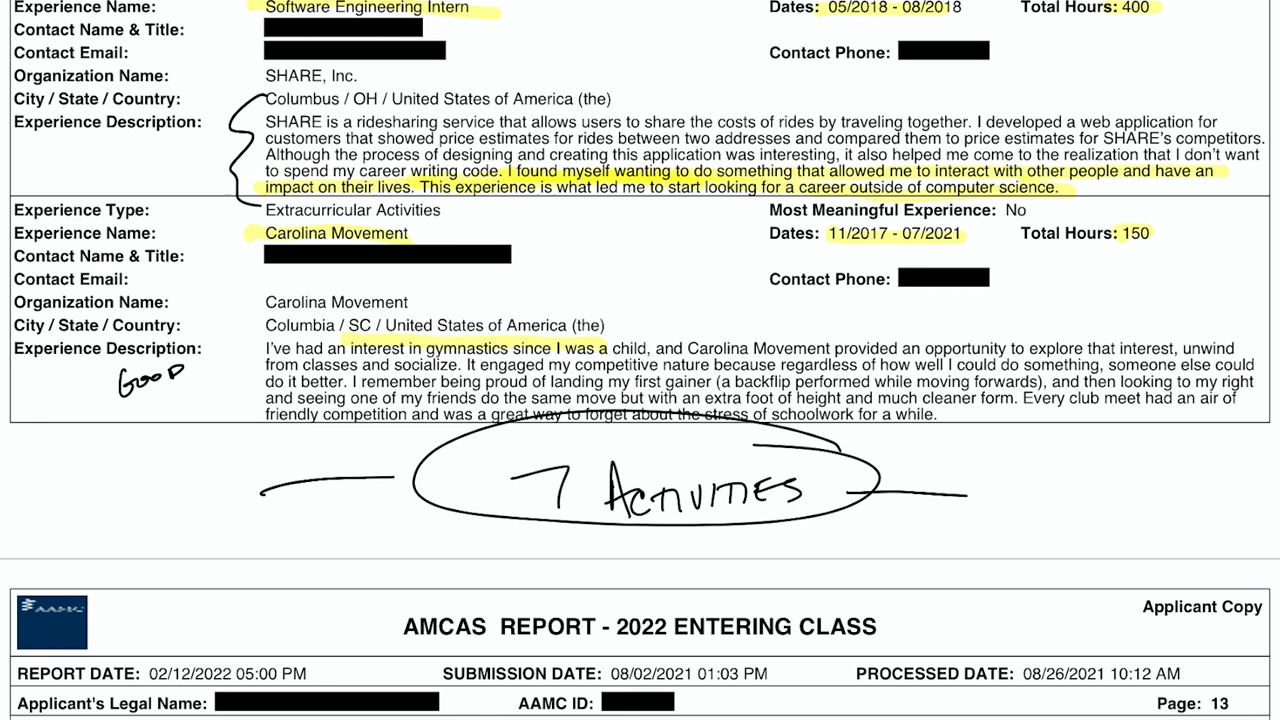 Experience Name: Software Engineering Intern Dates: 05/2018 - 08/2018 Total Hours: 400
Contact Name & Title:
Contact Email: Contact Phone:
Organization Name: SHARE, Inc.
City / State / Country: Columbus / OH / United States of America (the)
Experience Description: SHARE is a ridesharing service that allows users to share the costs of rides by traveling together. I developed a web application for
customers that showed price estimates for rides between two addresses and compared them to price estimates for SHARE's competitors.
Although the process of designing and creating this application was interesting, it also helped me come to the realization that I don't want
to spend my career writing code. I found myself wanting to do something that allowed me to interact with other people and have an
impact on their lives. This experience is what led me to start looking for a career outside of computer science.
Experience Type: Extracurricular Activities Most Meaningful Experience: No
Experience Name: Carolina Movement Dates: 11/2017 - 07/2021 Total Hours: 150
Contact Name & Title:
Contact Email: Contact Phone:
Organization Name: Carolina Movement
City / State / Country: Columbia / SC / United States of America (the)
Experience Description: I've had an interest in gymnastics since I was a child, and Carolina Movement provided an opportunity to explore that interest, unwind
from classes and socialize. It engaged my competitive nature because regardless of how well I could do something, someone else could
GOOD do it better. I remember being proud of landing my first gainer (a backflip performed while moving forwards), and then looking to my right
and seeing one of my friends do the same move but with an extra foot of height and much cleaner form. Every club meet had an air of
friendly competition and was a great way to forget about the stress of schoolwork for a while.
7 ACTIVITIES
AAMC
Applicant Copy
AMCAS REPORT - 2022 ENTERING CLASS
REPORT DATE: 02/12/2022 05:00 PM SUBMISSION DATE: 08/02/2021 01:03 PM PROCESSED DATE: 08/26/2021 10:12 AM
Applicant's Legal Name: AAMC ID: Page: 13